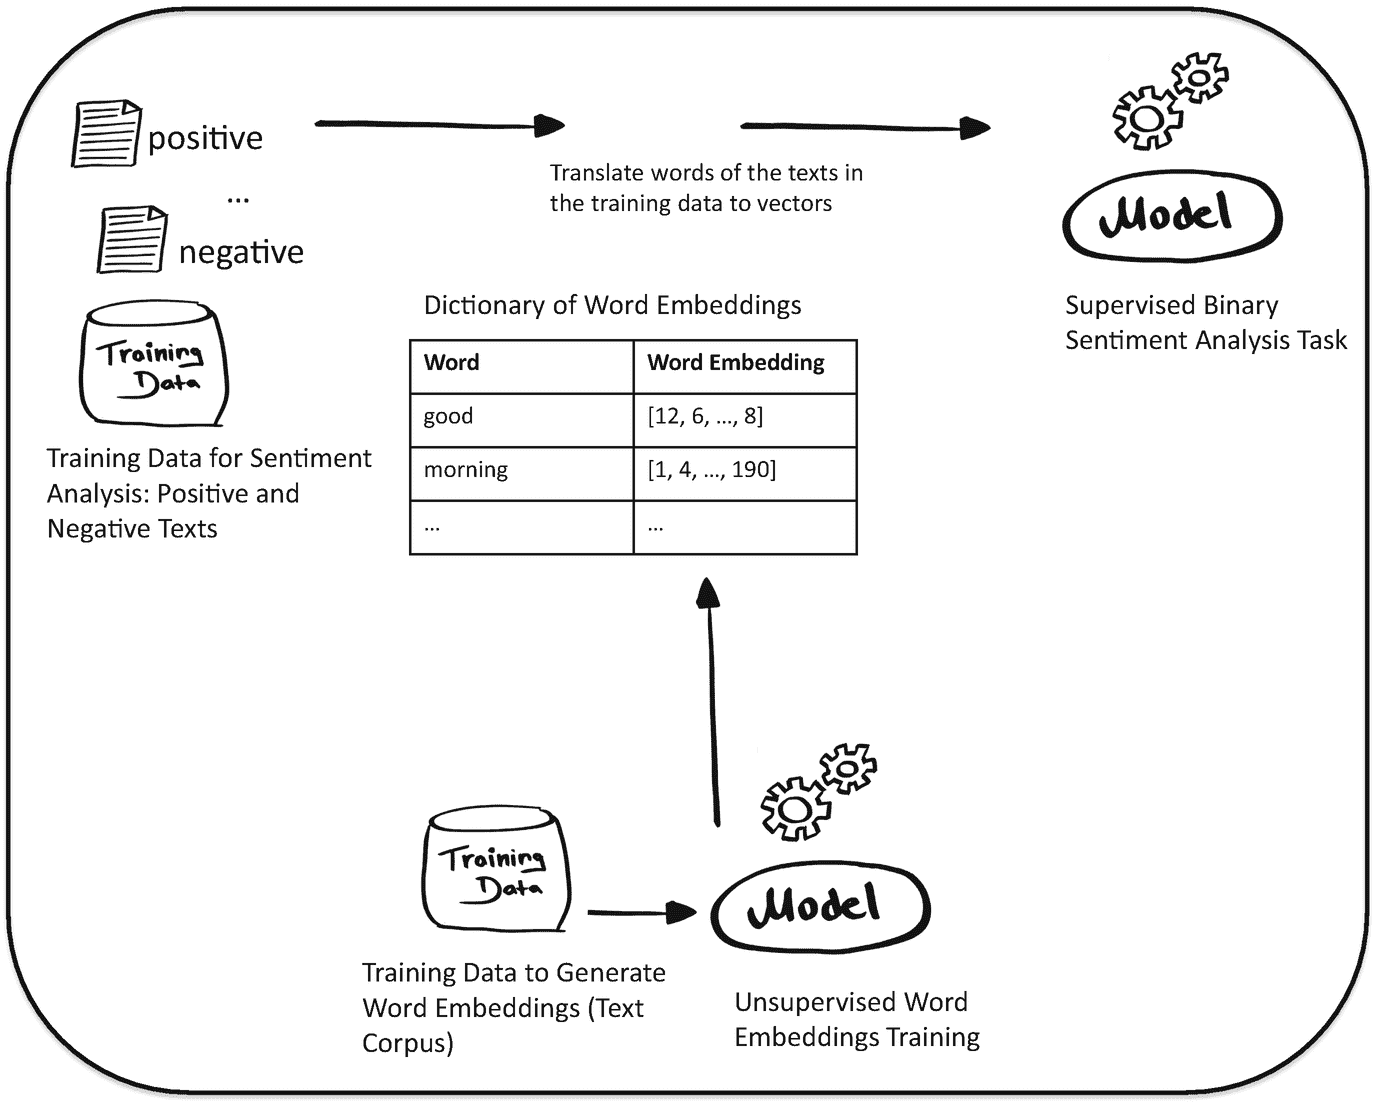 positive
...
negative
Training
Data
Training Data for Sentiment
Analysis: Positive and
Negative Texts
Translate words of the texts in
the training data to vectors
Model
Supervised Binary
Sentiment Analysis Task
Dictionary of Word Embeddings
Word Word Embedding
good [12, 6, ..., 8]
morning [1, 4, ..., 190]
... ...
Training
Data
Training Data to Generate
Word Embeddings (Text
Corpus)
Model
Unsupervised Word
Embeddings Training